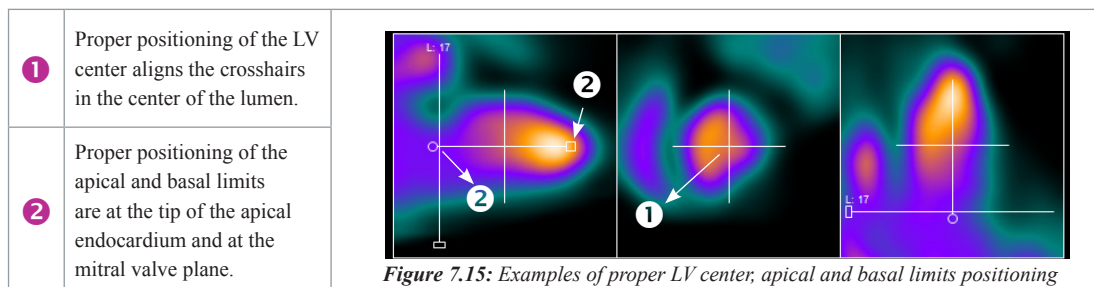 1
Proper positioning of the LV
center aligns the crosshairs
in the center of the lumen.
2
Proper positioning of the
apical and basal limits
are at the tip of the apical
endocardium and at the
mitral valve plane.
L: 17
2
2
1
L: 17
Figure 7.15: Examples of proper LV center, apical and basal limits positioning